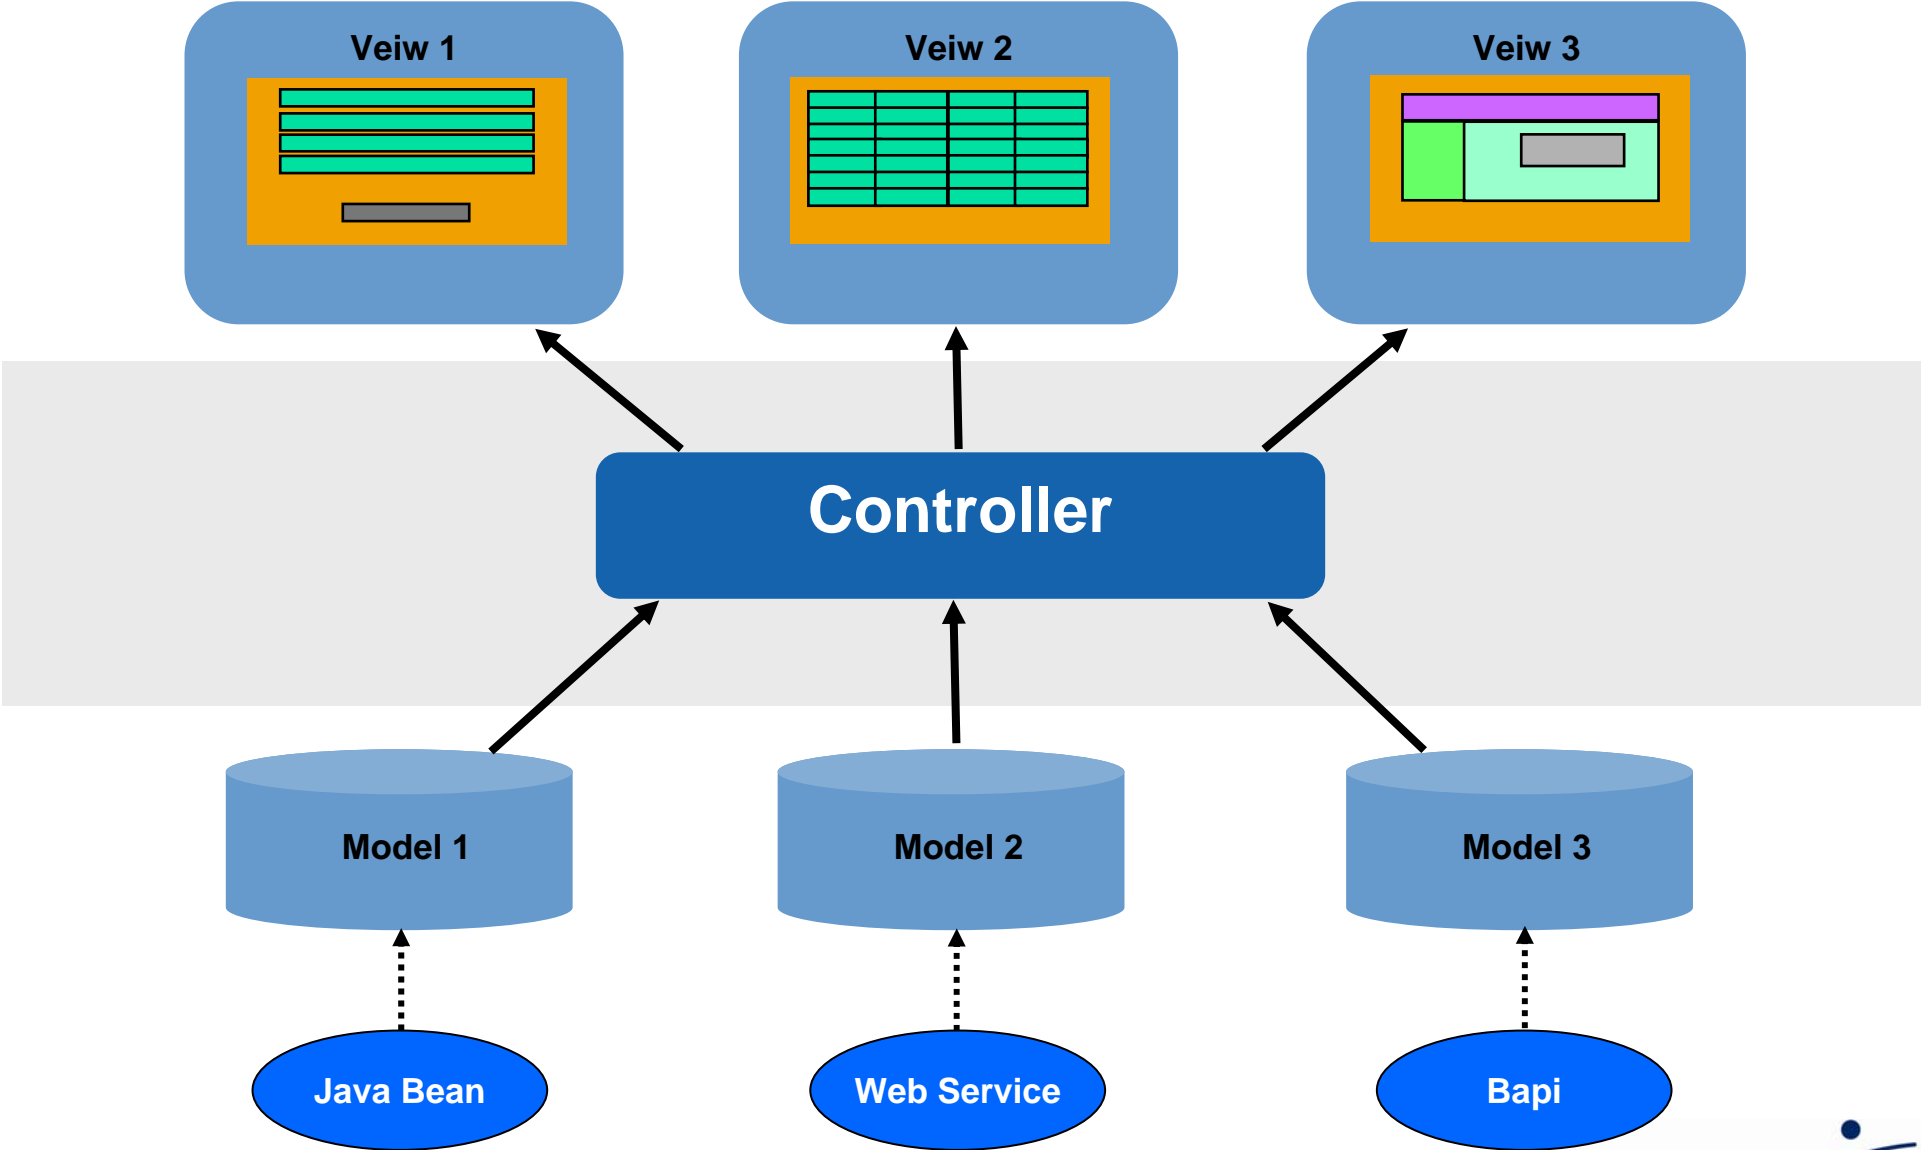 Veiw 1
Veiw 2
Veiw 3
Controller
Model 1
Model 2
Model 3
Java Bean
Web Service
Bapi